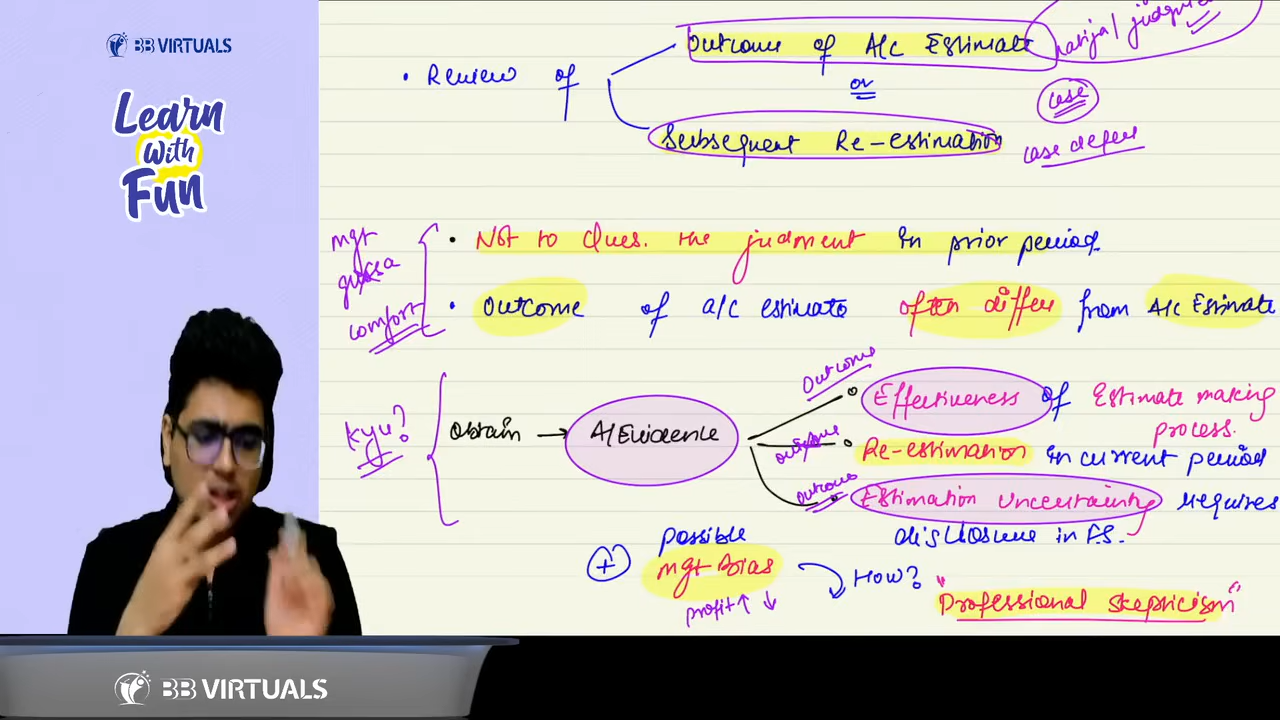 BB VIRTUALS
Learn
With
Fun
• Review of
Outcome of A/c Estimate
or
Subsequent Re-estimation
case
case defer
mgt
comfort
• Not to Ques. the judgment in prior period.
• Outcome of a/c estimate often differ from A/c Estimate
kyu?
Obtain → A/Evidence
Outcome
Effectiveness of Estimate making
process.
outcome
Re-estimation in current period
outcome
Estimation Uncertainty requires
disclosure in F.S.
+ possible
mgt Bias
profit ↑ ↓
How?
"Professional skepticism"
BB VIRTUALS